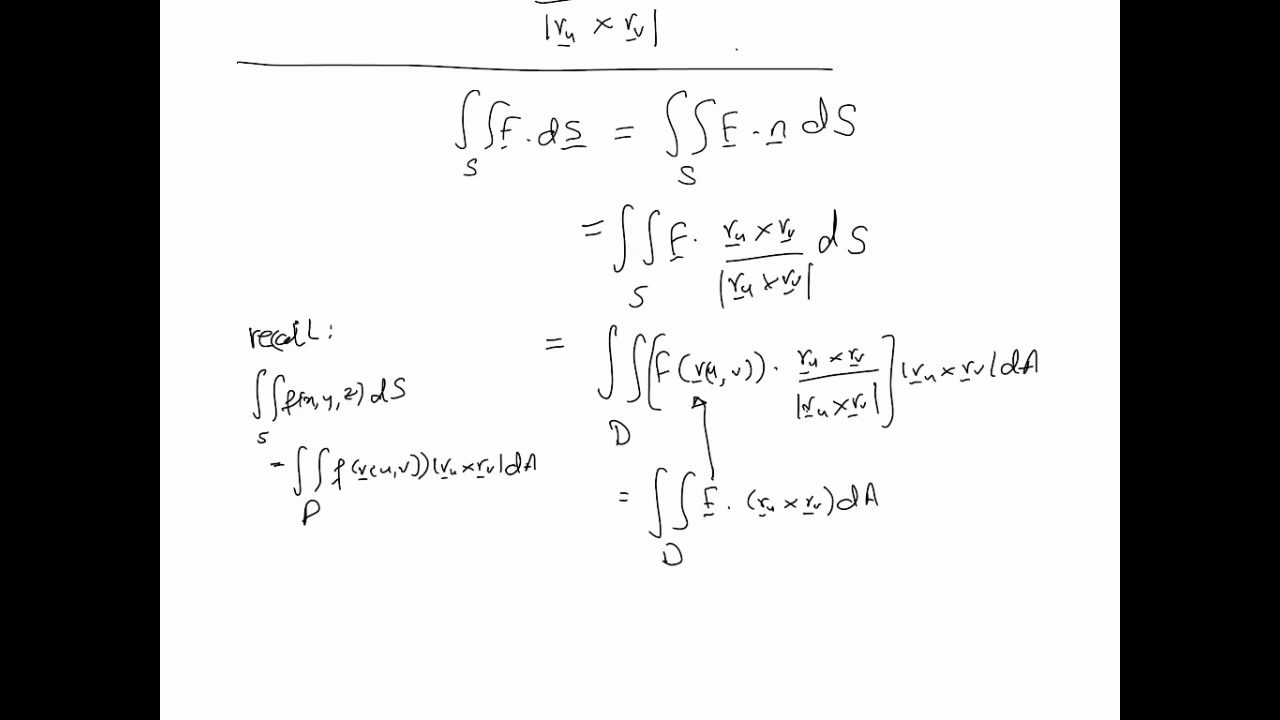 |r_u × r_v|
∫∫_S F · dS = ∫∫_S F · n dS
= ∫∫_S F · (r_u × r_v)/|r_u × r_v| dS
recall:
= ∫∫_D [F(r(u, v)) · (r_u × r_v)/|r_u × r_v|] |r_u × r_v| dA
∫∫_S f(x, y, z) dS
= ∫∫_D f(r(u, v)) |r_u × r_v| dA
= ∫∫_D F · (r_u × r_v) dA